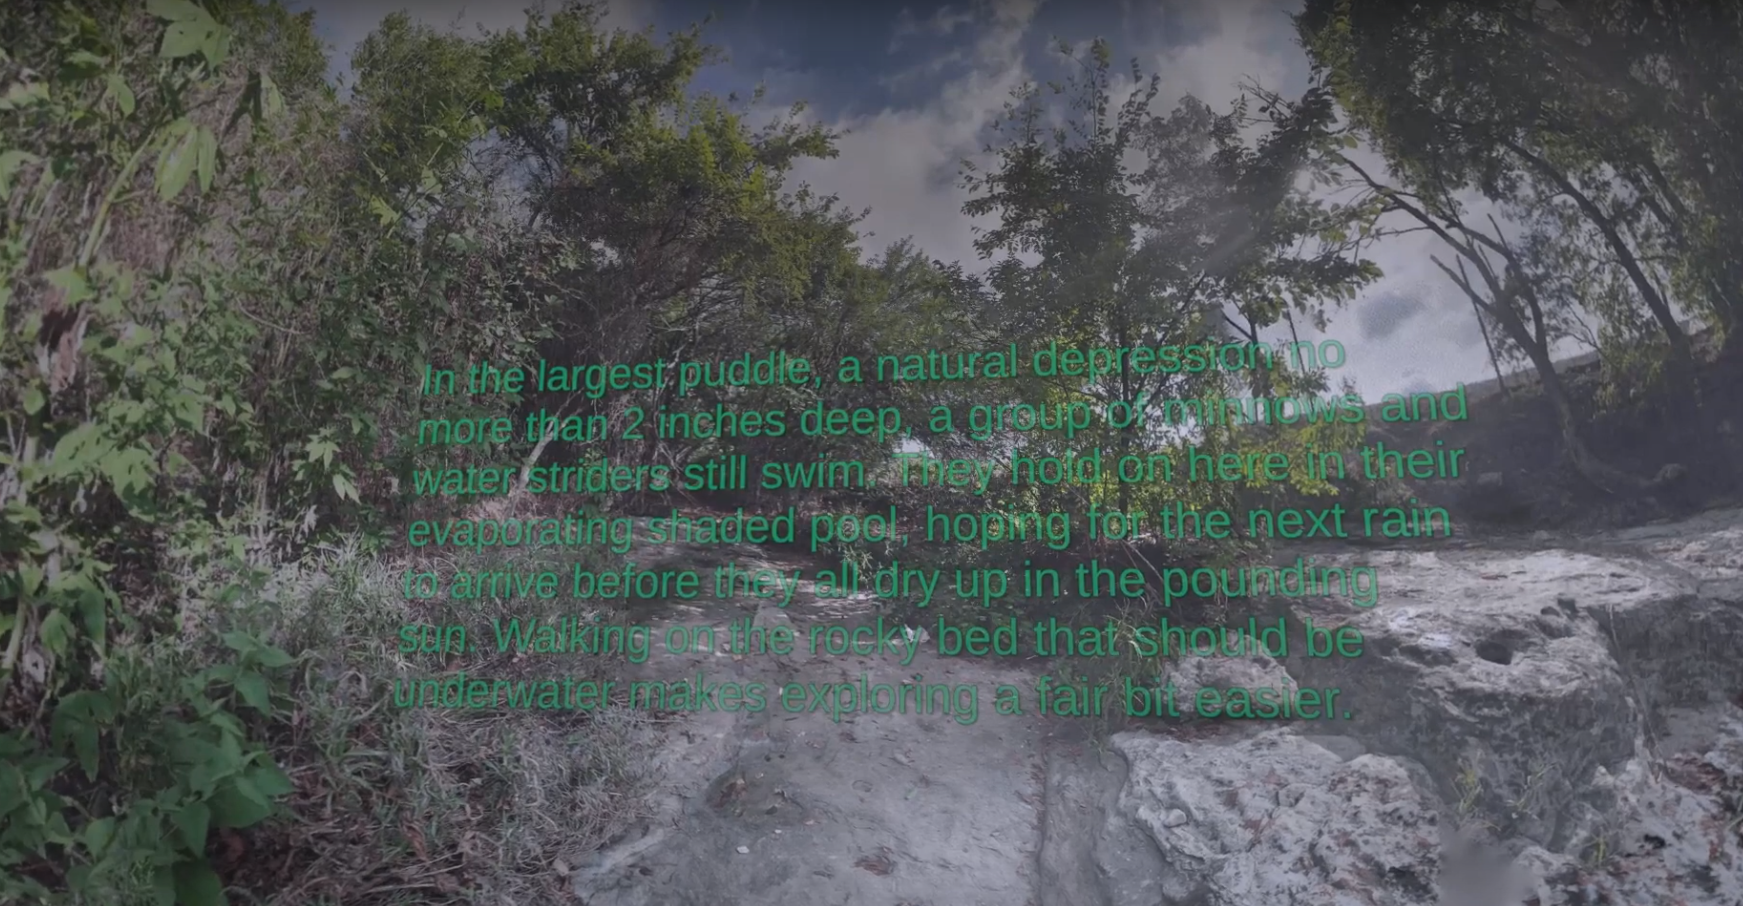 In the largest puddle, a natural depression no
more than 2 inches deep, a group of minnows and
water striders still swim. They hold on here in their
evaporating shaded pool, hoping for the next rain
to arrive before they all dry up in the pounding
sun. Walking on the rocky bed that should be
underwater makes exploring a fair bit easier.